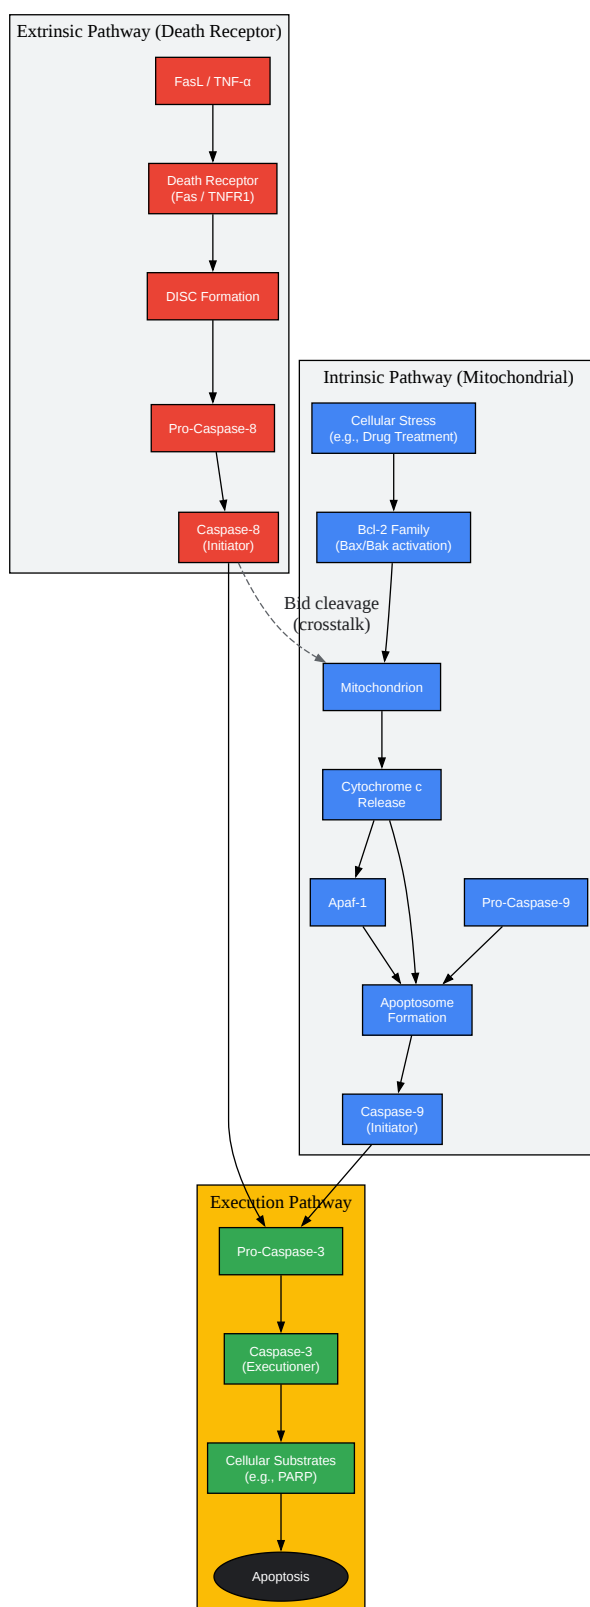 Extrinsic Pathway (Death Receptor)
FasL / TNF-α
Death Receptor
(Fas / TNFR1)
DISC Formation
Pro-Caspase-8
Caspase-8
(Initiator)
Intrinsic Pathway (Mitochondrial)
Cellular Stress
(e.g., Drug Treatment)
Bcl-2 Family
(Bax/Bak activation)
Bid cleavage
(crosstalk)
Mitochondrion
Cytochrome c
Release
Apaf-1
Pro-Caspase-9
Apoptosome
Formation
Caspase-9
(Initiator)
Execution Pathway
Pro-Caspase-3
Caspase-3
(Executioner)
Cellular Substrates
(e.g., PARP)
Apoptosis